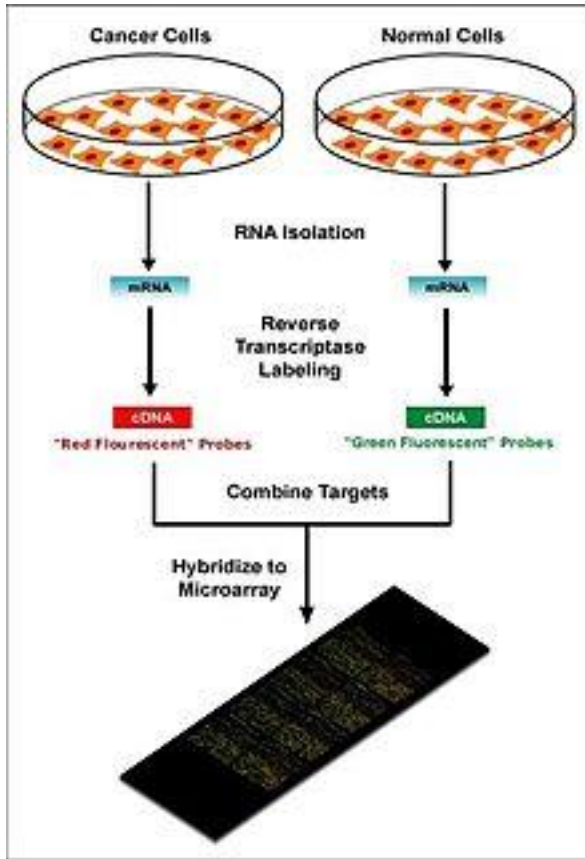 Cancer Cells
Normal Cells
RNA Isolation
mRNA
mRNA
Reverse
Transcriptase
Labeling
cDNA
cDNA
"Red Flourescent" Probes
"Green Fluorescent" Probes
Combine Targets
Hybridize to
Microarray